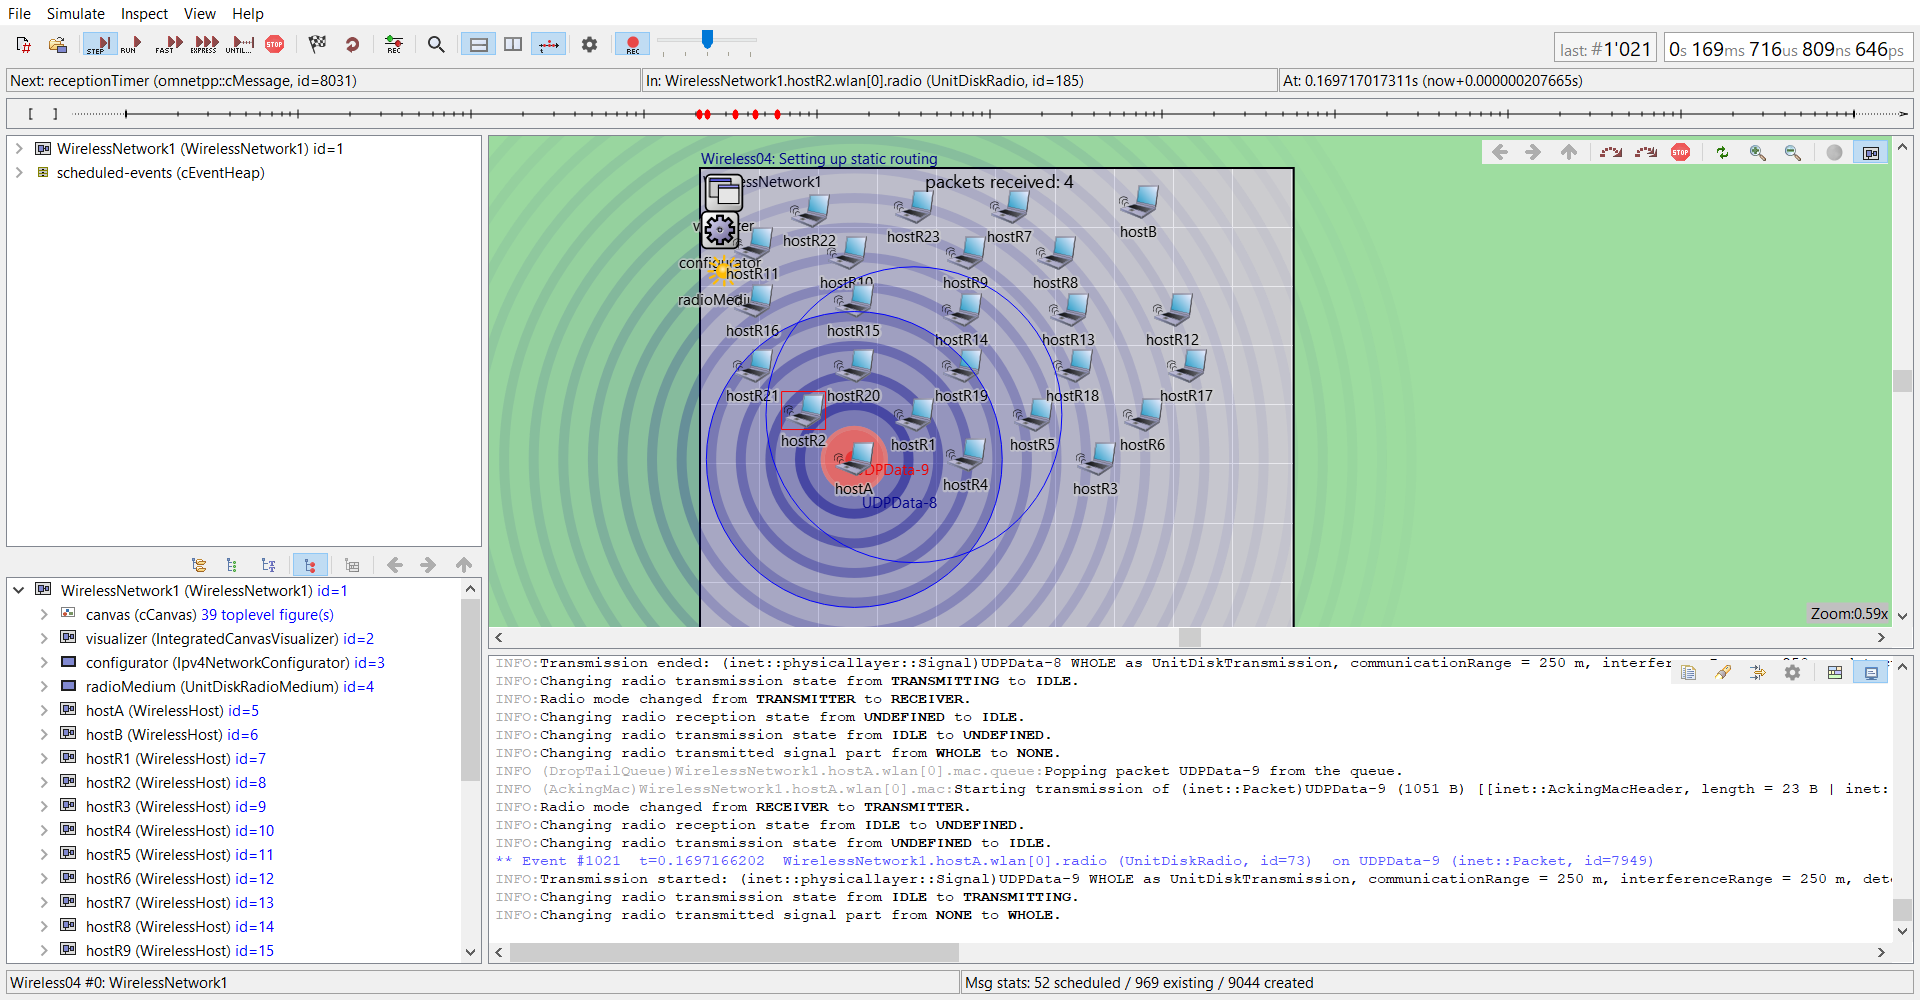 File Simulate Inspect View Help
STEP RUN FAST EXPRESS UNTIL... STOP REC REC
last: #1'021 0s 169ms 716us 809ns 646ps
Next: receptionTimer (omnetpp::cMessage, id=8031) In: WirelessNetwork1.hostR2.wlan[0].radio (UnitDiskRadio, id=185) At: 0.169717017311s (now+0.000000207665s)
[ ]
WirelessNetwork1 (WirelessNetwork1) id=1
scheduled-events (cEventHeap)
WirelessNetwork1 (WirelessNetwork1) id=1
canvas (cCanvas) 39 toplevel figure(s)
visualizer (IntegratedCanvasVisualizer) id=2
configurator (Ipv4NetworkConfigurator) id=3
radioMedium (UnitDiskRadioMedium) id=4
hostA (WirelessHost) id=5
hostB (WirelessHost) id=6
hostR1 (WirelessHost) id=7
hostR2 (WirelessHost) id=8
hostR3 (WirelessHost) id=9
hostR4 (WirelessHost) id=10
hostR5 (WirelessHost) id=11
hostR6 (WirelessHost) id=12
hostR7 (WirelessHost) id=13
hostR8 (WirelessHost) id=14
hostR9 (WirelessHost) id=15
Wireless04: Setting up static routing
STOP
packets received: 4
hostR22 hostR23 hostR7 hostB
configurator hostR11 hostR10 hostR9 hostR8
hostR16 hostR15 hostR14 hostR13 hostR12
hostR21 hostR20 hostR19 hostR18 hostR17
hostR2 hostR1 hostR5 hostR6
hostA hostR4 hostR3
UDPData-8
Zoom:0.59x
INFO:Transmission ended: (inet::physicallayer::Signal)UDPData-8 WHOLE as UnitDiskTransmission, communicationRange = 250 m,
INFO:Changing radio transmission state from TRANSMITTING to IDLE.
INFO:Radio mode changed from TRANSMITTER to RECEIVER.
INFO:Changing radio reception state from UNDEFINED to IDLE.
INFO:Changing radio transmission state from IDLE to UNDEFINED.
INFO:Changing radio transmitted signal part from WHOLE to NONE.
INFO (DropTailQueue)WirelessNetwork1.hostA.wlan[0].mac.queue:Popping packet UDPData-9 from the queue.
INFO (AckingMac)WirelessNetwork1.hostA.wlan[0].mac:Starting transmission of (inet::Packet)UDPData-9 (1051 B) [[inet::AckingMacHeader, length = 23 B | inet:
INFO:Radio mode changed from RECEIVER to TRANSMITTER.
INFO:Changing radio reception state from IDLE to UNDEFINED.
INFO:Changing radio transmission state from UNDEFINED to IDLE.
** Event #1021 t=0.1697166202 WirelessNetwork1.hostA.wlan[0].radio (UnitDiskRadio, id=73) on UDPData-9 (inet::Packet, id=7949)
INFO:Transmission started: (inet::physicallayer::Signal)UDPData-9 WHOLE as UnitDiskTransmission, communicationRange = 250 m, interferenceRange = 250 m, det
INFO:Changing radio transmission state from IDLE to TRANSMITTING.
INFO:Changing radio transmitted signal part from NONE to WHOLE.
Wireless04 #0: WirelessNetwork1 Msg stats: 52 scheduled / 969 existing / 9044 created